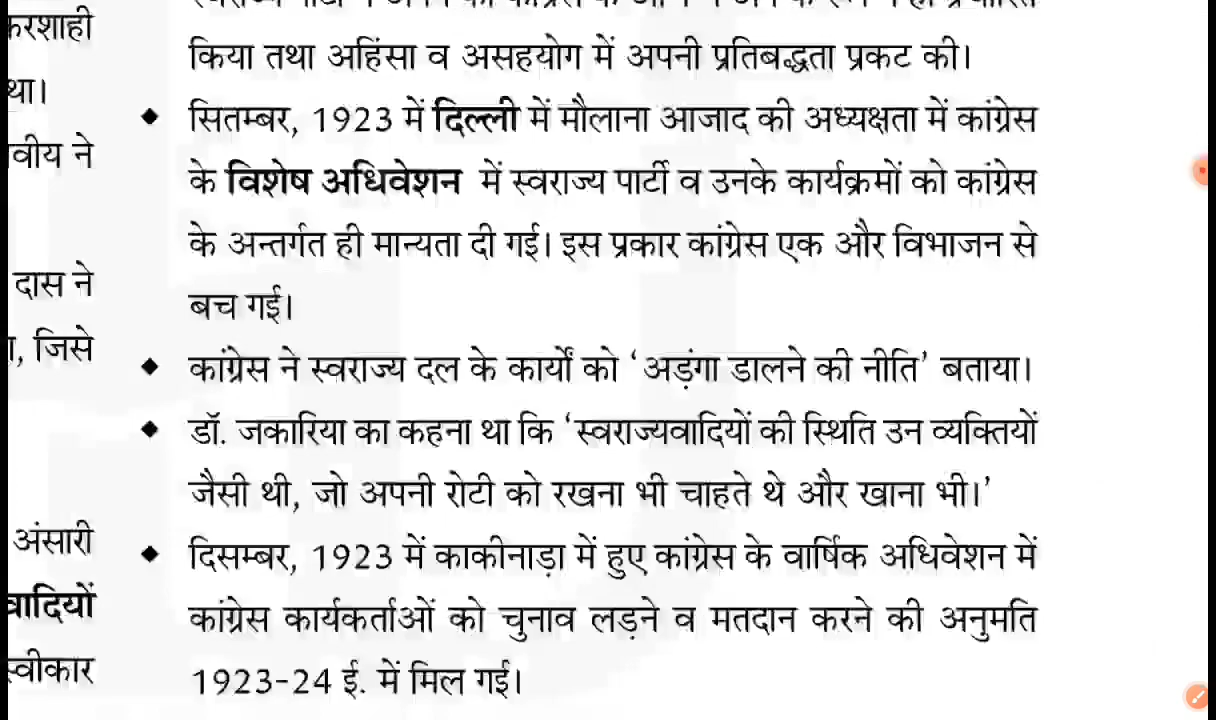 करशाही
था।
वीय ने
दास ने
, जिसे
अंसारी
वादियों
स्वीकार
किया तथा अहिंसा व असहयोग में अपनी प्रतिबद्धता प्रकट की।
◆ सितम्बर, 1923 में दिल्ली में मौलाना आजाद की अध्यक्षता में कांग्रेस
के विशेष अधिवेशन में स्वराज्य पार्टी व उनके कार्यक्रमों को कांग्रेस
के अन्तर्गत ही मान्यता दी गई। इस प्रकार कांग्रेस एक और विभाजन से
बच गई।
◆ कांग्रेस ने स्वराज्य दल के कार्यों को ‘अड़ंगा डालने की नीति’ बताया।
◆ डॉ. जकारिया का कहना था कि ‘स्वराज्यवादियों की स्थिति उन व्यक्तियों
जैसी थी, जो अपनी रोटी को रखना भी चाहते थे और खाना भी।’
◆ दिसम्बर, 1923 में काकीनाड़ा में हुए कांग्रेस के वार्षिक अधिवेशन में
कांग्रेस कार्यकर्ताओं को चुनाव लड़ने व मतदान करने की अनुमति
1923-24 ई. में मिल गई।